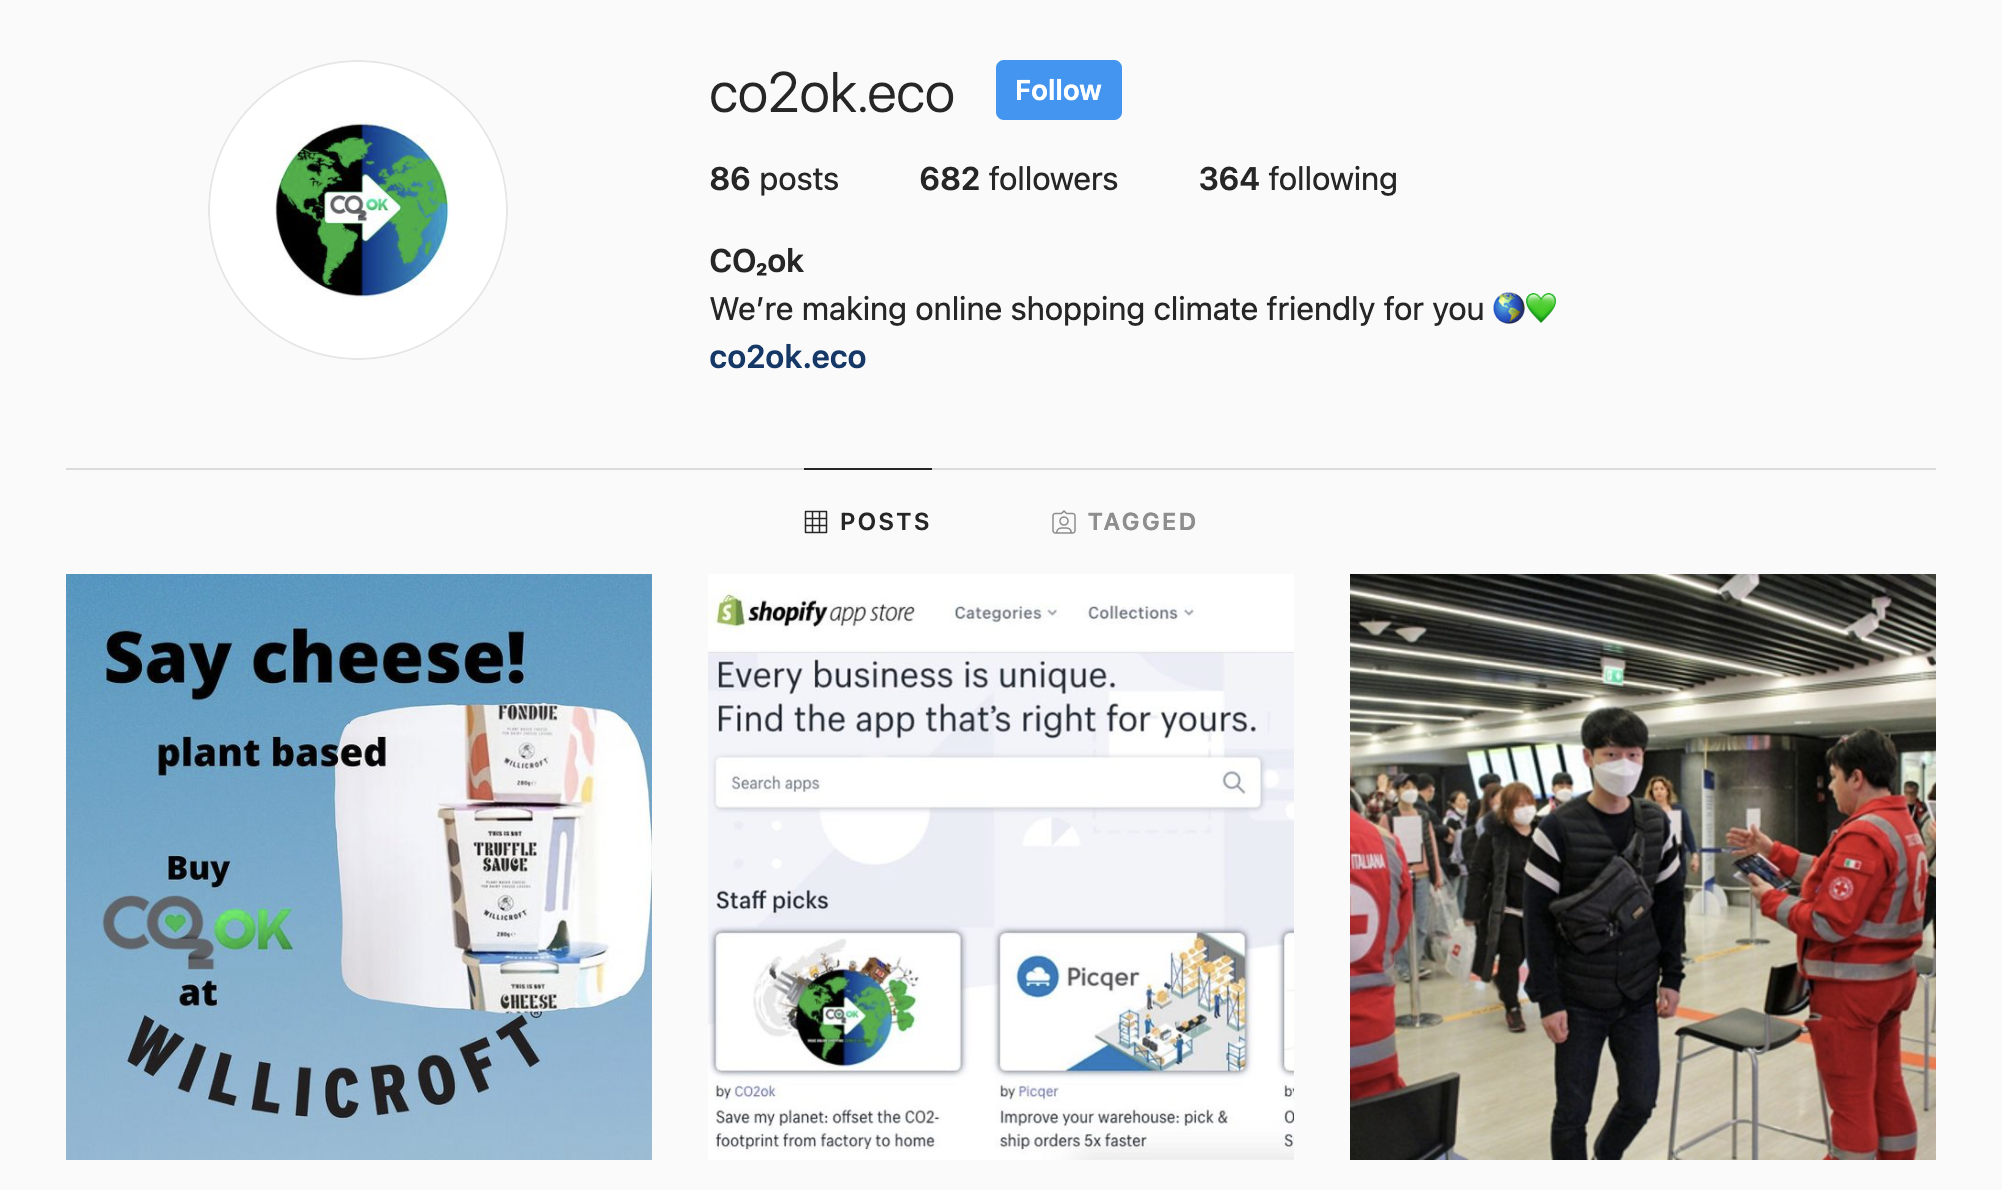 co2ok.eco Follow
86 posts 682 followers 364 following
CO₂ok
We're making online shopping climate friendly for you
co2ok.eco
POSTS TAGGED
Say cheese!
plant based
FONDUE
WILLICROFT
280g
THIS IS NOT
TRUFFLE
SAUCE
WILLICROFT
280g
THIS IS NOT
CHEESE
Buy
CO2OK
at
WILLICROFT
shopify app store Categories Collections
Every business is unique.
Find the app that's right for yours.
Search apps
Staff picks
CO2OK
Picqer
by CO2ok
Save my planet: offset the CO2-
footprint from factory to home
by Picqer
Improve your warehouse: pick &
ship orders 5x faster
ITALIANA
CO2OK